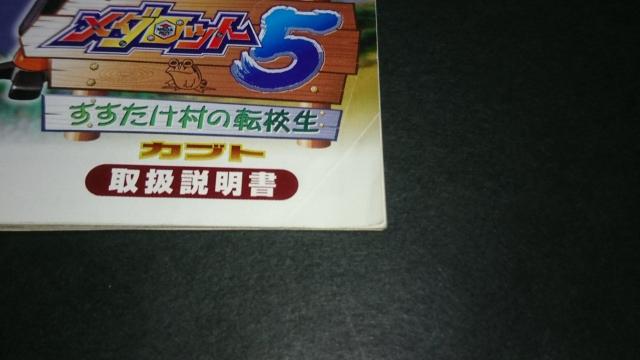 メダロット5
すすたけ村の転校生
カブト
取扱説明書